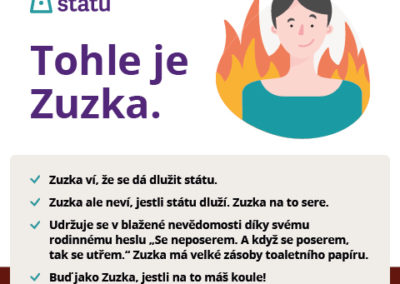 státu
Tohle je
Zuzka.
Zuzka ví, že se dá dlužit státu.
Zuzka ale neví, jestli státu dluží. Zuzka na to sere.
Udržuje se v blažené nevědomosti díky svému
rodinnému heslu „Se neposerem. A když se poserem,
tak se utřem.“ Zuzka má velké zásoby toaletního papíru.
Buď jako Zuzka, jestli na to máš koule!